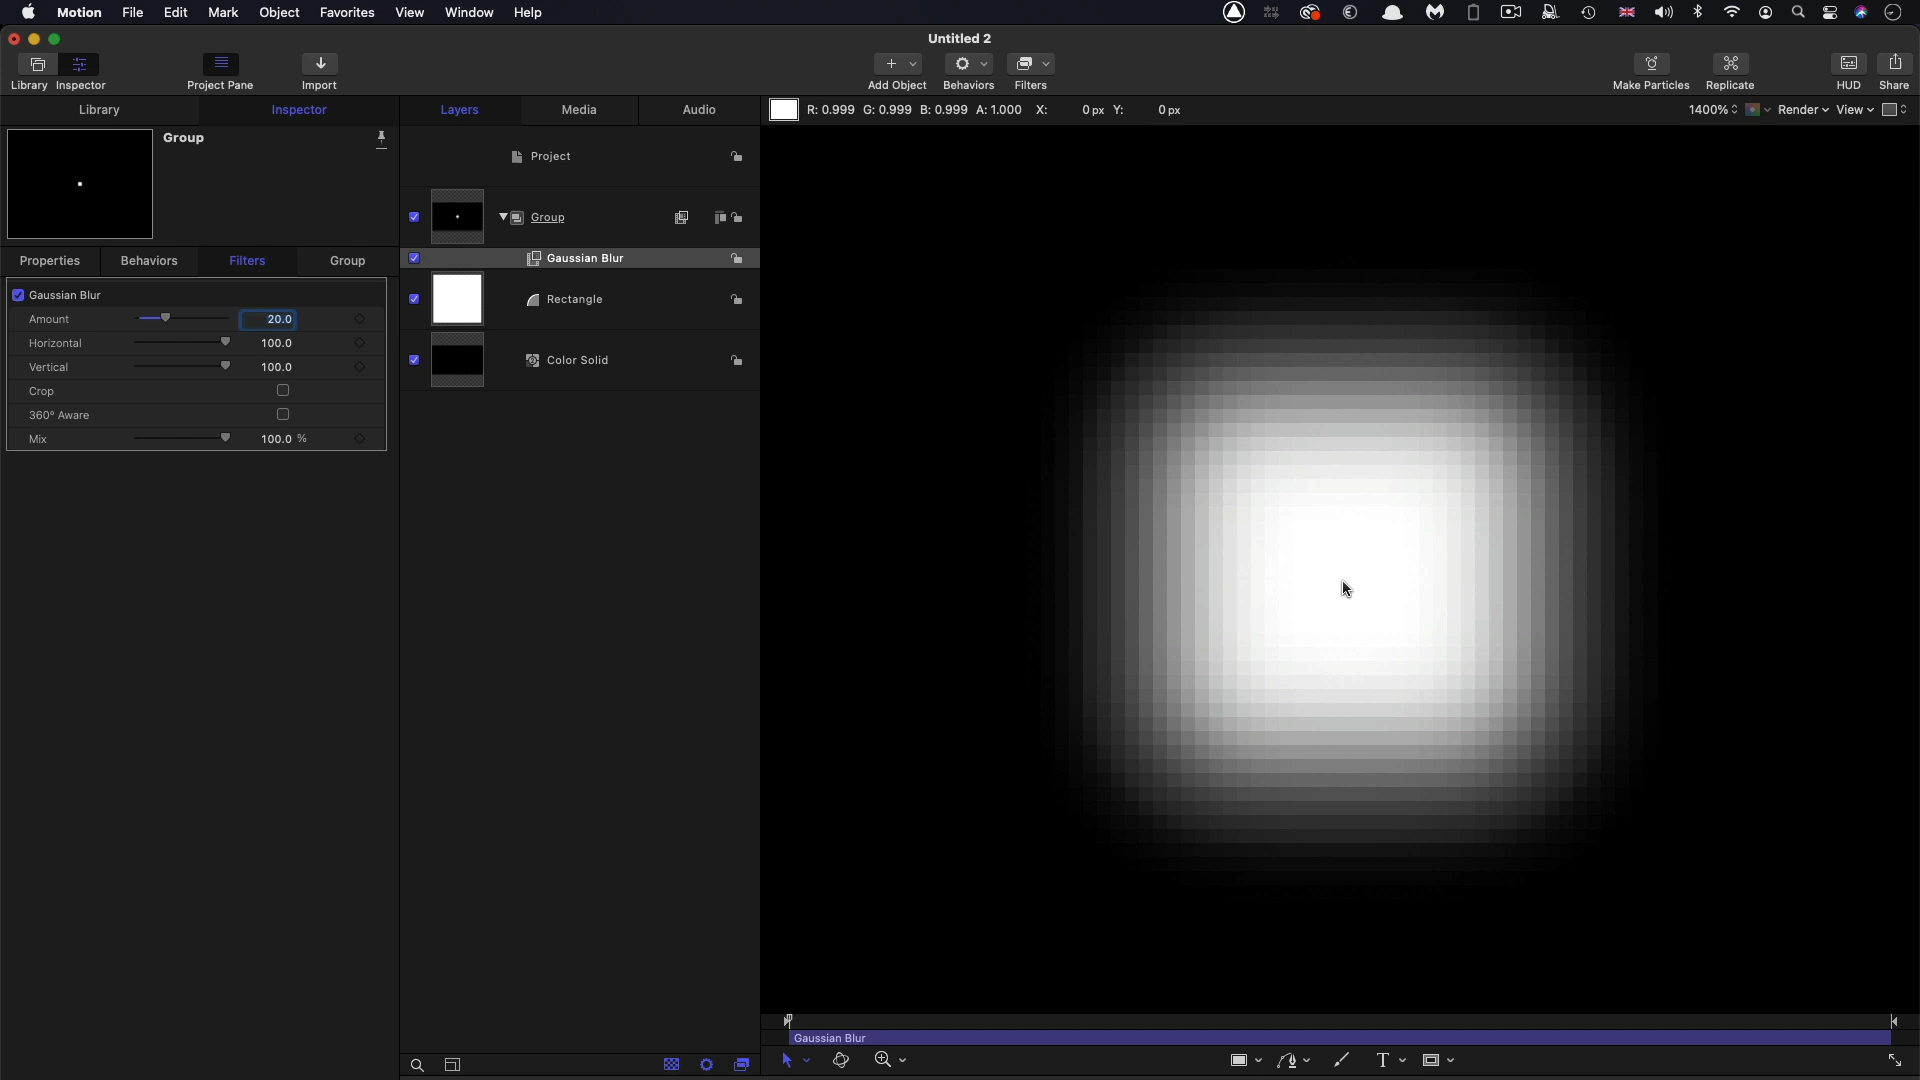 Motion File Edit Mark Object Favorites View Window Help
Untitled 2
Library Inspector Project Pane Import Add Object Behaviors Filters Make Particles Replicate HUD Share
Library Inspector Layers Media Audio R: 0.999 G: 0.999 B: 0.999 A: 1.000 X: 0 px Y: 0 px 1400% Render View
Group
Project
Group
Properties Behaviors Filters Group
Gaussian Blur
Rectangle
Color Solid
Gaussian Blur
Amount 20.0
Horizontal 100.0
Vertical 100.0
Crop
360° Aware
Mix 100.0 %
Gaussian Blur
T